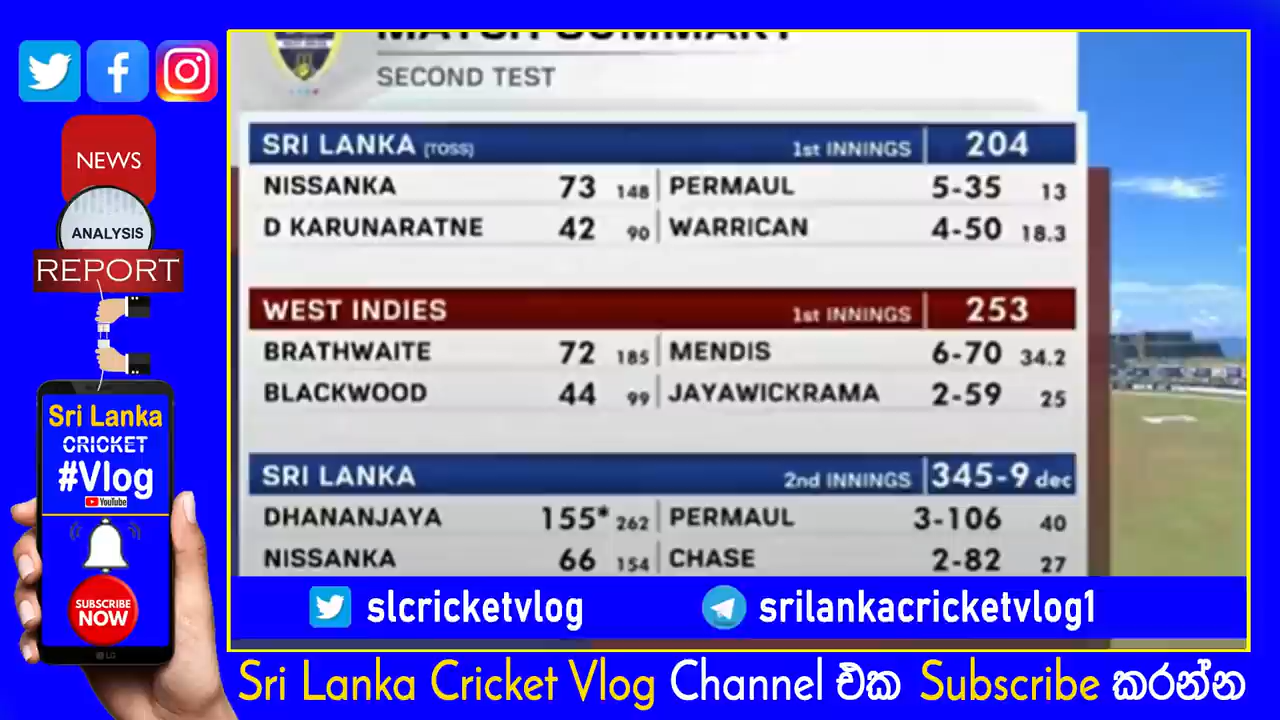 MATCH SUMMARY
SECOND TEST
SRI LANKA (TOSS) 1st INNINGS 204
NISSANKA 73 148 PERMAUL 5-35 13
D KARUNARATNE 42 90 WARRICAN 4-50 18.3
WEST INDIES 1st INNINGS 253
BRATHWAITE 72 185 MENDIS 6-70 34.2
BLACKWOOD 44 99 JAYAWICKRAMA 2-59 25
SRI LANKA 2nd INNINGS 345-9 dec
DHANANJAYA 155* 262 PERMAUL 3-106 40
NISSANKA 66 154 CHASE 2-82 27
NEWS
ANALYSIS
REPORT
Sri Lanka
CRICKET
#Vlog
YouTube
SUBSCRIBE
NOW
LG
slcricketvlog srilankacricketvlog1
Sri Lanka Cricket Vlog Channel එක Subscribe කරන්න